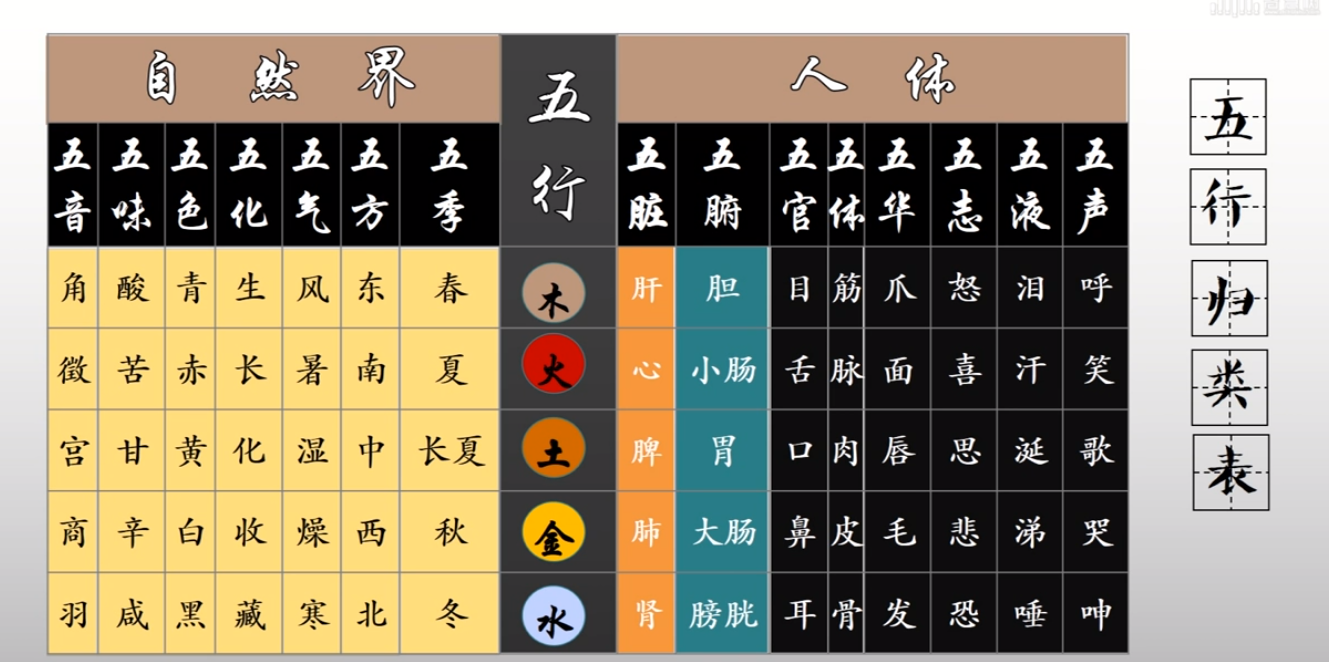 自然界 五行 人体
五音 五味 五色 五化 五气 五方 五季 五脏 五腑 五官 五体 五华 五志 五液 五声
角 酸 青 生 风 东 春 木 肝 胆 目 筋 爪 怒 泪 呼
微 苦 赤 长 暑 南 夏 火 心 小肠 舌 脉 面 喜 汗 笑
宫 甘 黄 化 湿 中 长夏 土 脾 胃 口 肉 唇 思 涎 歌
商 辛 白 收 燥 西 秋 金 肺 大肠 鼻 皮 毛 悲 涕 哭
羽 咸 黑 藏 寒 北 冬 水 肾 膀胱 耳 骨 发 恐 唾 呻
五行归类表